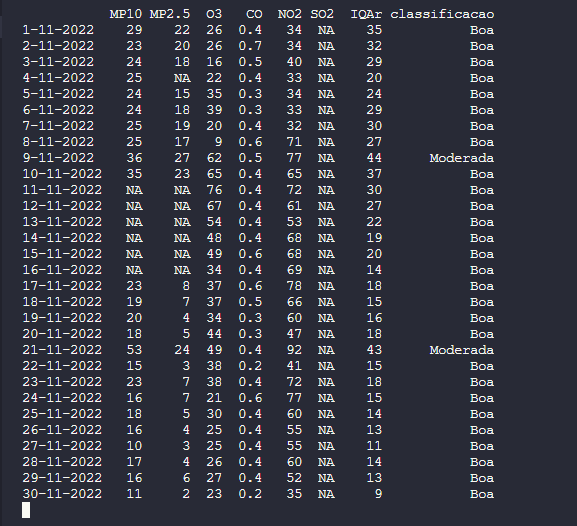 MP10 MP2.5 O3 CO NO2 SO2 IQAr classificacao
1-11-2022 29 22 26 0.4 34 NA 35 Boa
2-11-2022 23 20 26 0.7 34 NA 32 Boa
3-11-2022 24 18 16 0.5 40 NA 29 Boa
4-11-2022 25 NA 22 0.4 33 NA 20 Boa
5-11-2022 24 15 35 0.3 34 NA 24 Boa
6-11-2022 24 18 39 0.3 33 NA 29 Boa
7-11-2022 25 19 20 0.4 32 NA 30 Boa
8-11-2022 25 17 9 0.6 71 NA 27 Boa
9-11-2022 36 27 62 0.5 77 NA 44 Moderada
10-11-2022 35 23 65 0.4 65 NA 37 Boa
11-11-2022 NA NA 76 0.4 72 NA 30 Boa
12-11-2022 NA NA 67 0.4 61 NA 27 Boa
13-11-2022 NA NA 54 0.4 53 NA 22 Boa
14-11-2022 NA NA 48 0.4 68 NA 19 Boa
15-11-2022 NA NA 49 0.6 68 NA 20 Boa
16-11-2022 NA NA 34 0.4 69 NA 14 Boa
17-11-2022 23 8 37 0.6 78 NA 18 Boa
18-11-2022 19 7 37 0.5 66 NA 15 Boa
19-11-2022 20 4 34 0.3 60 NA 16 Boa
20-11-2022 18 5 44 0.3 47 NA 18 Boa
21-11-2022 53 24 49 0.4 92 NA 43 Moderada
22-11-2022 15 3 38 0.2 41 NA 15 Boa
23-11-2022 23 7 38 0.4 72 NA 18 Boa
24-11-2022 16 7 21 0.6 77 NA 15 Boa
25-11-2022 18 5 30 0.4 60 NA 14 Boa
26-11-2022 16 4 25 0.4 55 NA 13 Boa
27-11-2022 10 3 25 0.4 55 NA 11 Boa
28-11-2022 17 4 26 0.4 60 NA 14 Boa
29-11-2022 16 6 27 0.4 52 NA 13 Boa
30-11-2022 11 2 23 0.2 35 NA 9 Boa